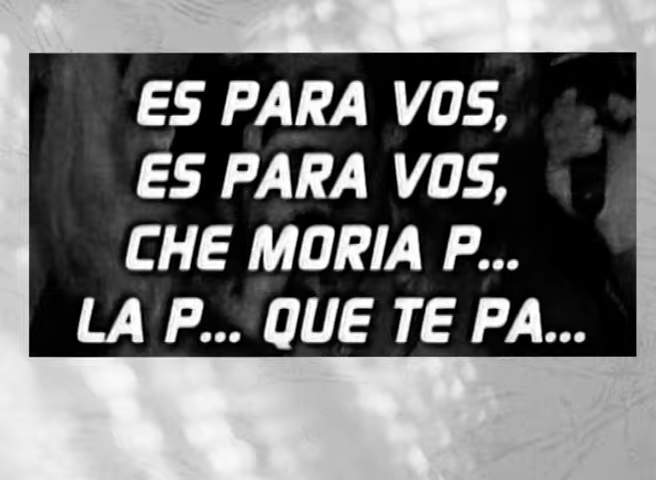 ES PARA VOS,
ES PARA VOS,
CHE MORIA P...
LA P... QUE TE PA...